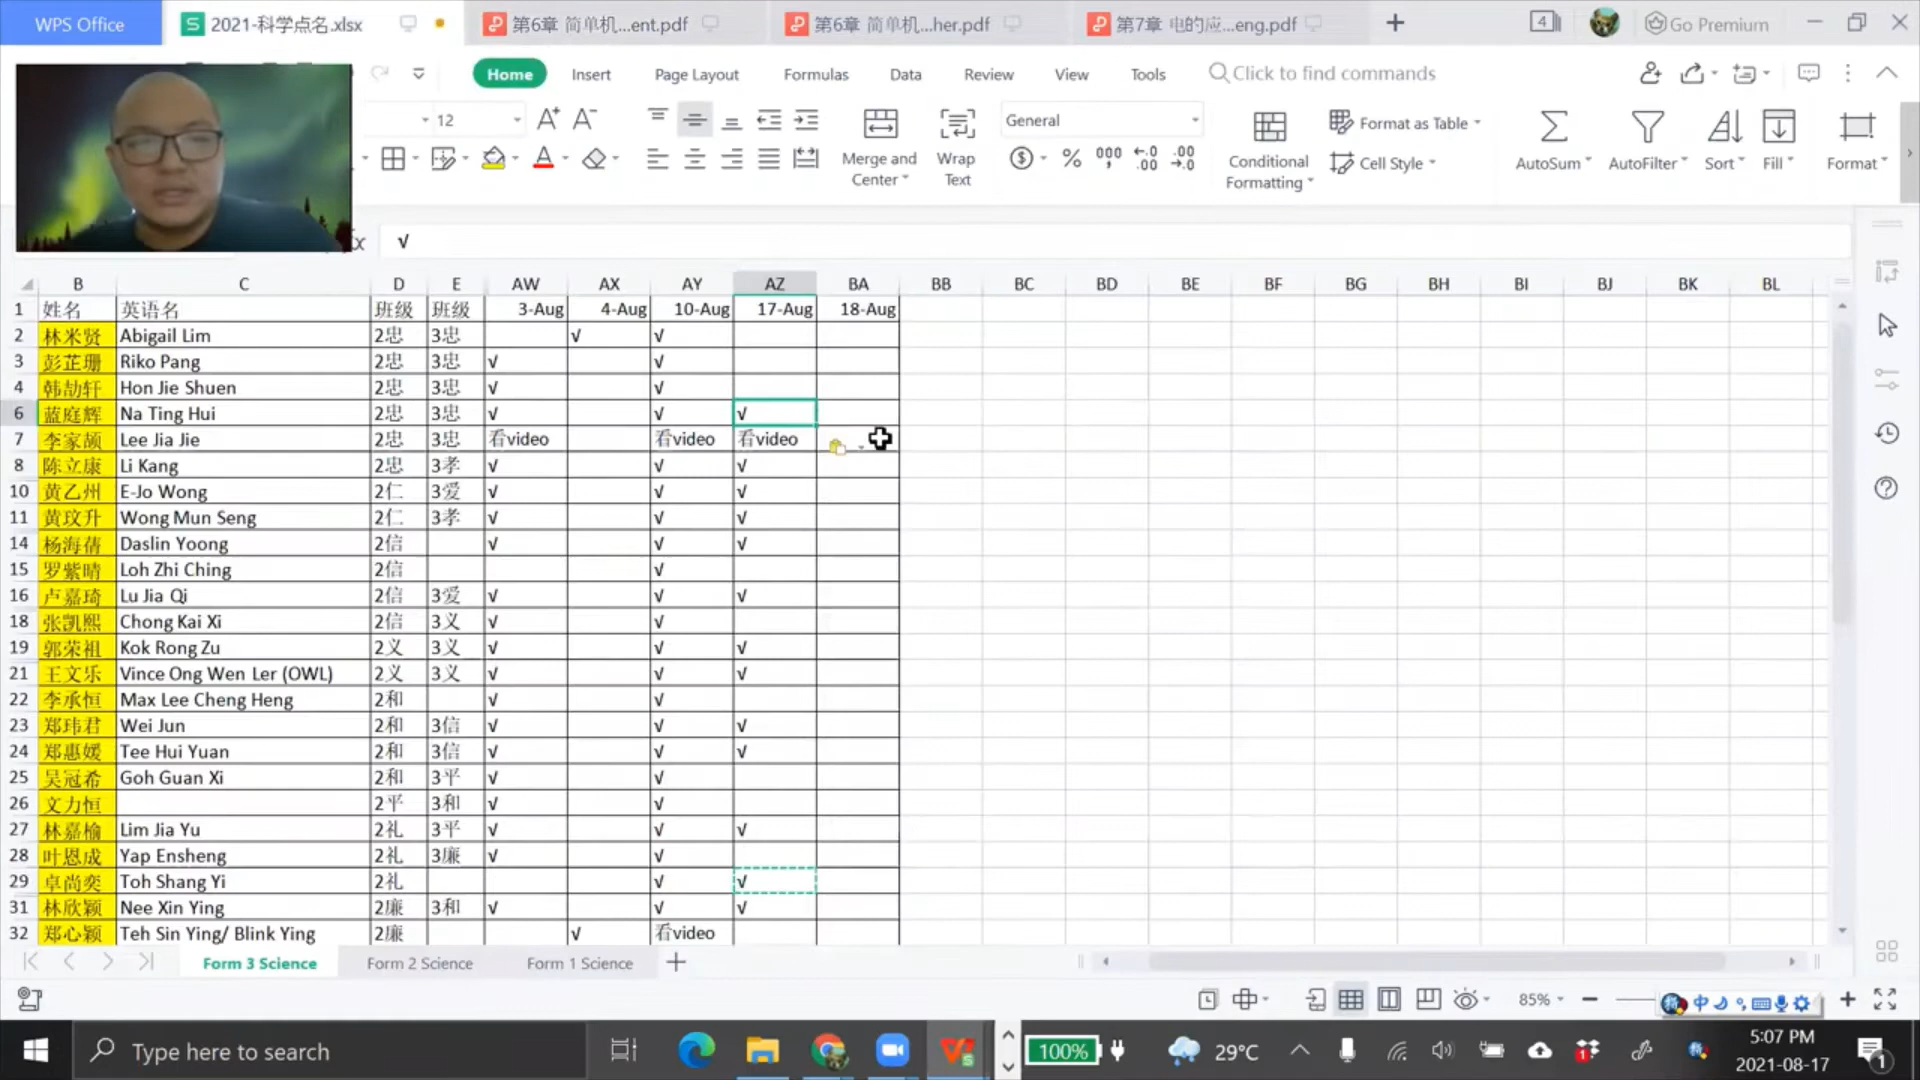 WPS Office 2021-科学点名.xlsx 第6章 简单机...ent.pdf 第6章 简单机...her.pdf 第7章 电的应...eng.pdf + 4 Go Premium
Home Insert Page Layout Formulas Data Review View Tools Click to find commands
12 A+ A- General Format as Table
Merge and Center Wrap Text Conditional Formatting Cell Style AutoSum AutoFilter Sort Fill Format
√
B C D E AW AX AY AZ BA BB BC BD BE BF BG BH BI BJ BK BL
1 姓名 英语名 班级 班级 3-Aug 4-Aug 10-Aug 17-Aug 18-Aug
2 林米贤 Abigail Lim 2忠 3忠 √ √
3 彭芷珊 Riko Pang 2忠 3忠 √ √
4 韩劼轩 Hon Jie Shuen 2忠 3忠 √ √
6 蓝庭辉 Na Ting Hui 2忠 3忠 √ √ √
7 李家颉 Lee Jia Jie 2忠 3忠 看video 看video 看video
8 陈立康 Li Kang 2忠 3孝 √ √ √
10 黄乙州 E-Jo Wong 2仁 3爱 √ √ √
11 黄玟升 Wong Mun Seng 2仁 3孝 √ √ √
14 杨海蒨 Daslin Yoong 2信 √ √ √
15 罗紫晴 Loh Zhi Ching 2信 √
16 卢嘉琦 Lu Jia Qi 2信 3爱 √ √ √
18 张凯熙 Chong Kai Xi 2信 3义 √ √
19 郭荣祖 Kok Rong Zu 2义 3义 √ √ √
21 王文乐 Vince Ong Wen Ler (OWL) 2义 3义 √ √ √
22 李承恒 Max Lee Cheng Heng 2和 √ √
23 郑玮君 Wei Jun 2和 3信 √ √ √
24 郑惠媛 Tee Hui Yuan 2和 3信 √ √ √
25 吴冠希 Goh Guan Xi 2和 3平 √ √
26 文力恒 2平 3和 √ √
27 林嘉榆 Lim Jia Yu 2礼 3平 √ √ √
28 叶恩成 Yap Ensheng 2礼 3廉 √ √
29 卓尚奕 Toh Shang Yi 2礼 √ √
31 林欣颖 Nee Xin Ying 2廉 3和 √ √ √
32 郑心颖 Teh Sin Ying/ Blink Ying 2廉 √ 看video
Form 3 Science Form 2 Science Form 1 Science +
85% 中
Type here to search 100% 29°C 1 5:07 PM 1
2021-08-17